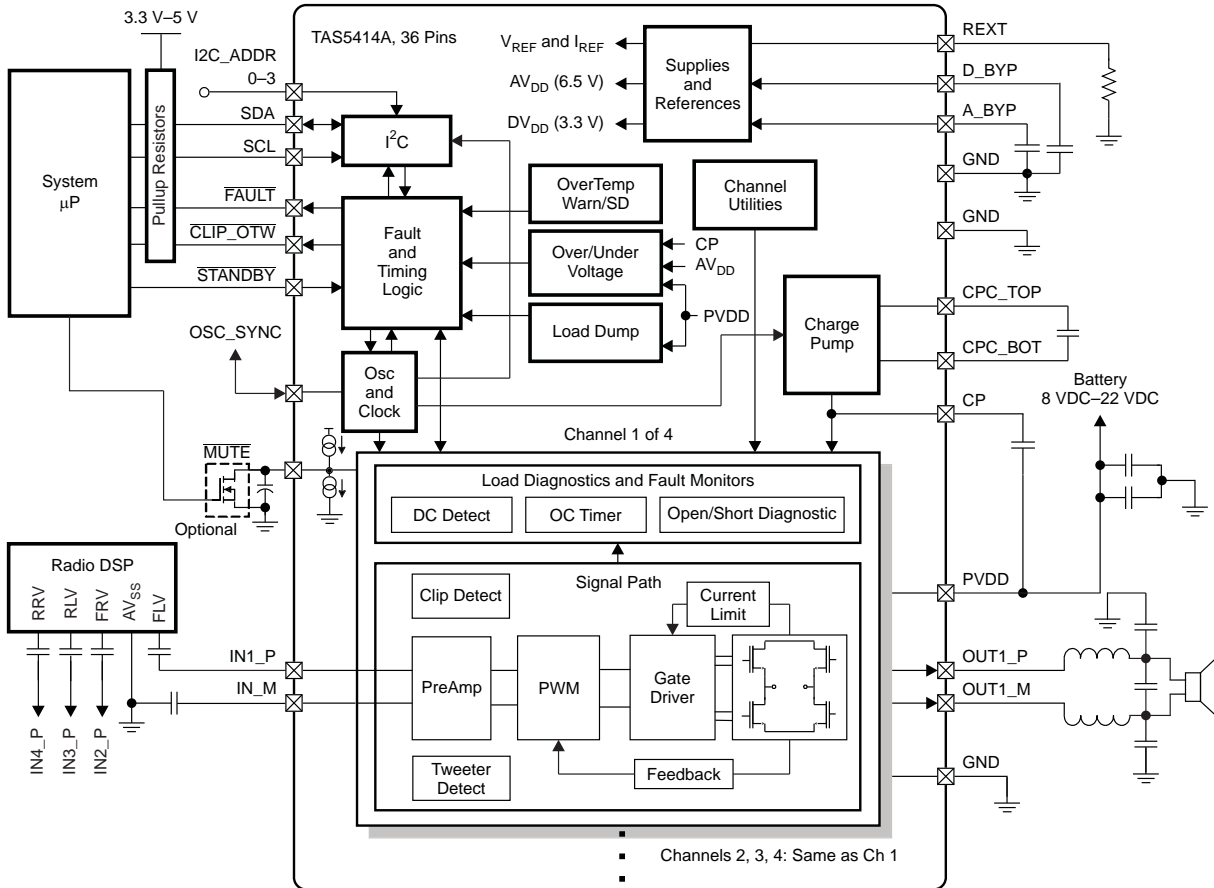 3.3 V–5 V
TAS5414A, 36 Pins
I2C_ADDR
0–3
SDA
SCL
FAULT
CLIP_OTW
STANDBY
OSC_SYNC
System
μP
Pullup Resistors
I²C
Fault
and
Timing
Logic
Osc
and
Clock
OverTemp
Warn/SD
Over/Under
Voltage
Load Dump
CP
AV_DD
PVDD
V_REF and I_REF
AV_DD (6.5 V)
DV_DD (3.3 V)
Supplies
and
References
Channel
Utilities
Charge
Pump
REXT
D_BYP
A_BYP
GND
GND
CPC_TOP
CPC_BOT
CP
Battery
8 VDC–22 VDC
PVDD
OUT1_P
OUT1_M
GND
MUTE
Optional
Channel 1 of 4
Load Diagnostics and Fault Monitors
DC Detect
OC Timer
Open/Short Diagnostic
Signal Path
Clip Detect
Current
Limit
PreAmp
PWM
Gate
Driver
Feedback
Tweeter
Detect
Radio DSP
RRV
RLV
FRV
AV_SS
FLV
IN1_P
IN_M
IN4_P
IN3_P
IN2_P
Channels 2, 3, 4: Same as Ch 1